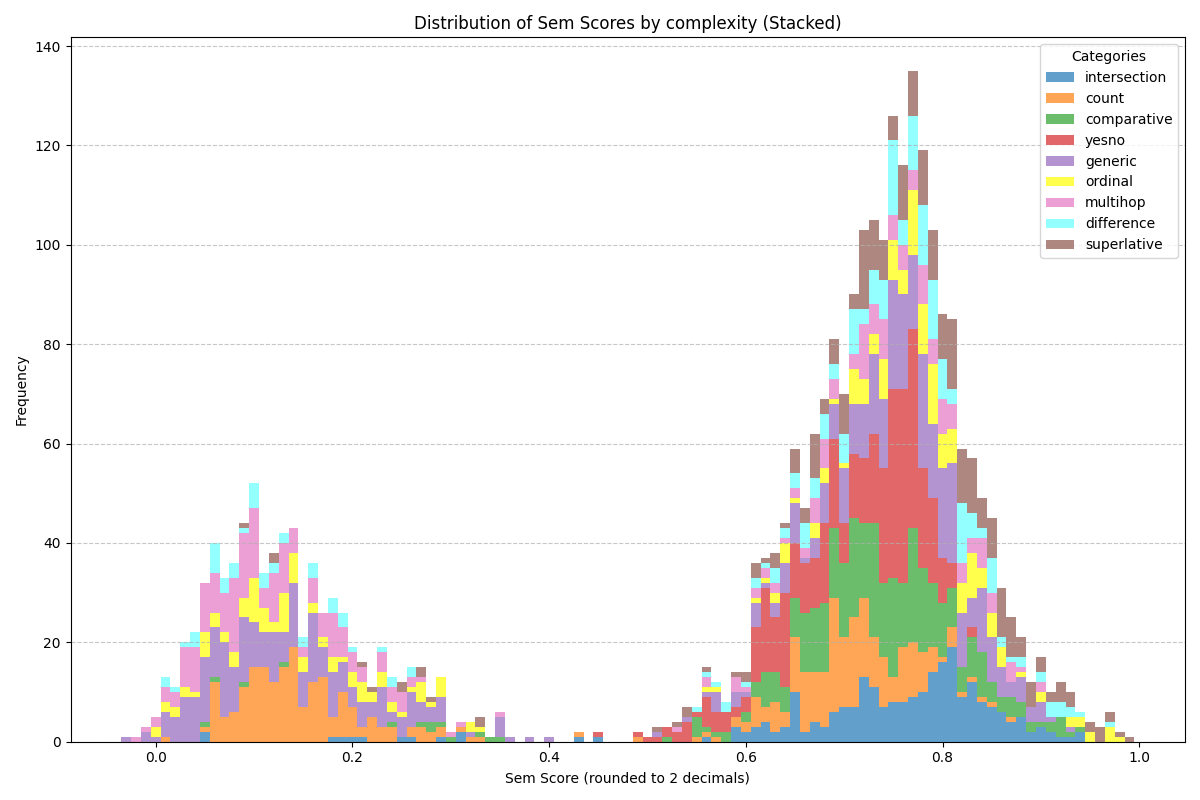 Distribution of Sem Scores by complexity (Stacked)
Frequency
140
120
100
80
60
40
20
0
0.0
0.2
0.4
0.6
0.8
1.0
Sem Score (rounded to 2 decimals)
Categories
intersection
count
comparative
yesno
generic
ordinal
multihop
difference
superlative